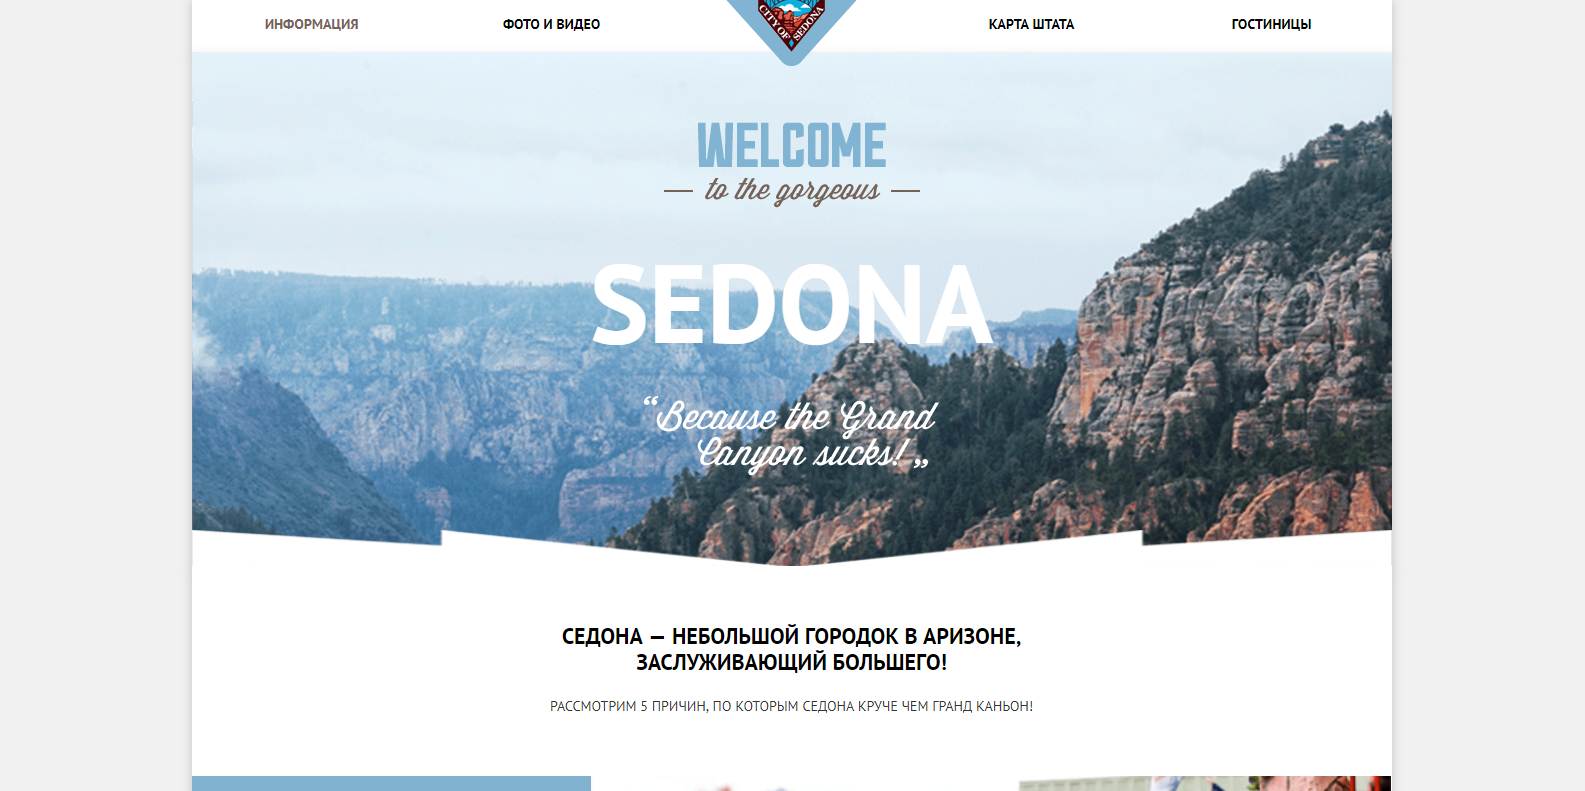 ИНФОРМАЦИЯ
ФОТО И ВИДЕО
CITY OF SEDONA
КАРТА ШТАТА
ГОСТИНИЦЫ
WELCOME
— to the gorgeous —
SEDONA
“Because the Grand
Canyon sucks! „
СЕДОНА — НЕБОЛЬШОЙ ГОРОДОК В АРИЗОНЕ,
ЗАСЛУЖИВАЮЩИЙ БОЛЬШЕГО!
РАССМОТРИМ 5 ПРИЧИН, ПО КОТОРЫМ СЕДОНА КРУЧЕ ЧЕМ ГРАНД КАНЬОН!